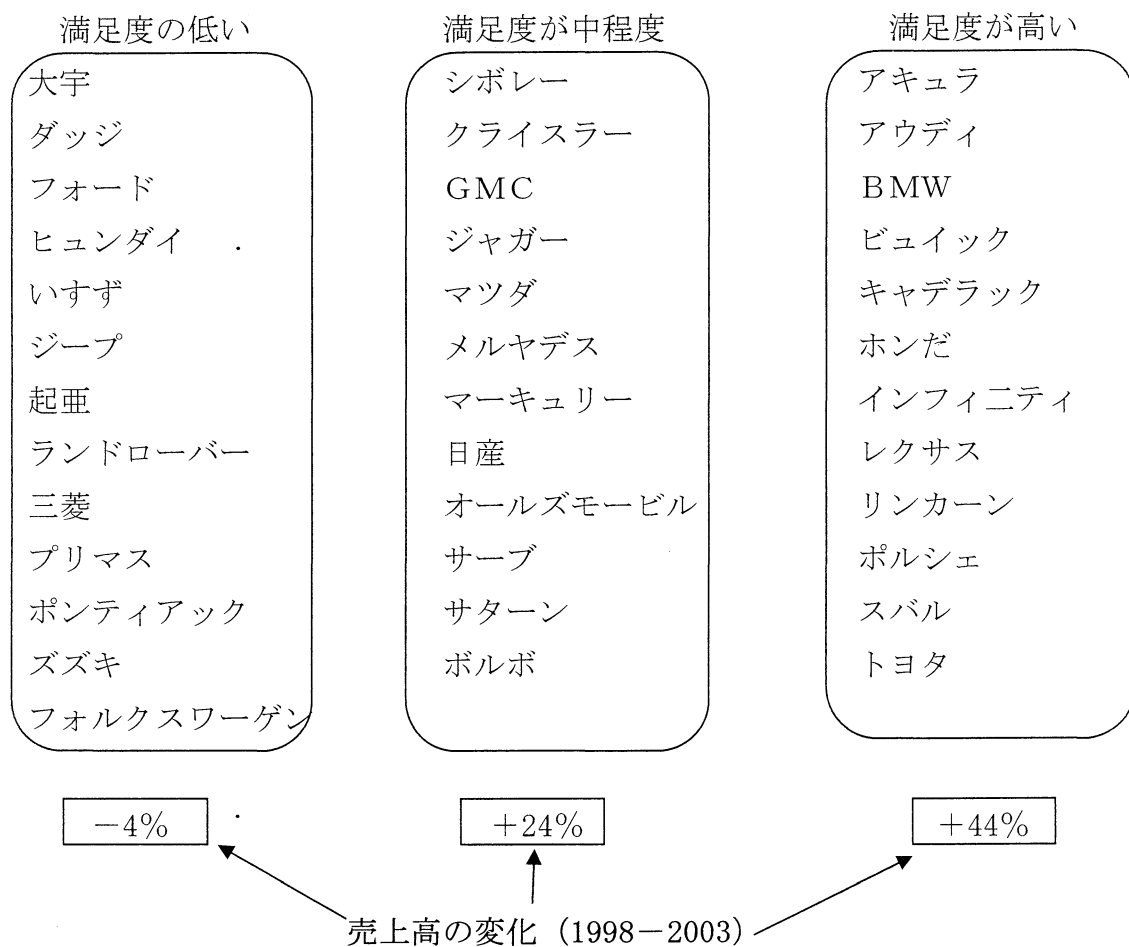 満足度の低い
大宇
ダッジ
フォード
ヒュンダイ
いすず
ジープ
起亜
ランドローバー
三菱
プリマス
ポンティアック
ズズキ
フォルクスワーゲン
−4%
満足度が中程度
シボレー
クライスラー
GMC
ジャガー
マツダ
メルヤデス
マーキュリー
日産
オールズモービル
サーブ
サターン
ボルボ
+24%
満足度が高い
アキュラ
アウディ
BMW
ビュイック
キャデラック
ホンだ
インフィ二ティ
レクサス
リンカーン
ポルシェ
スバル
トヨタ
+44%
売上高の変化(1998−2003)